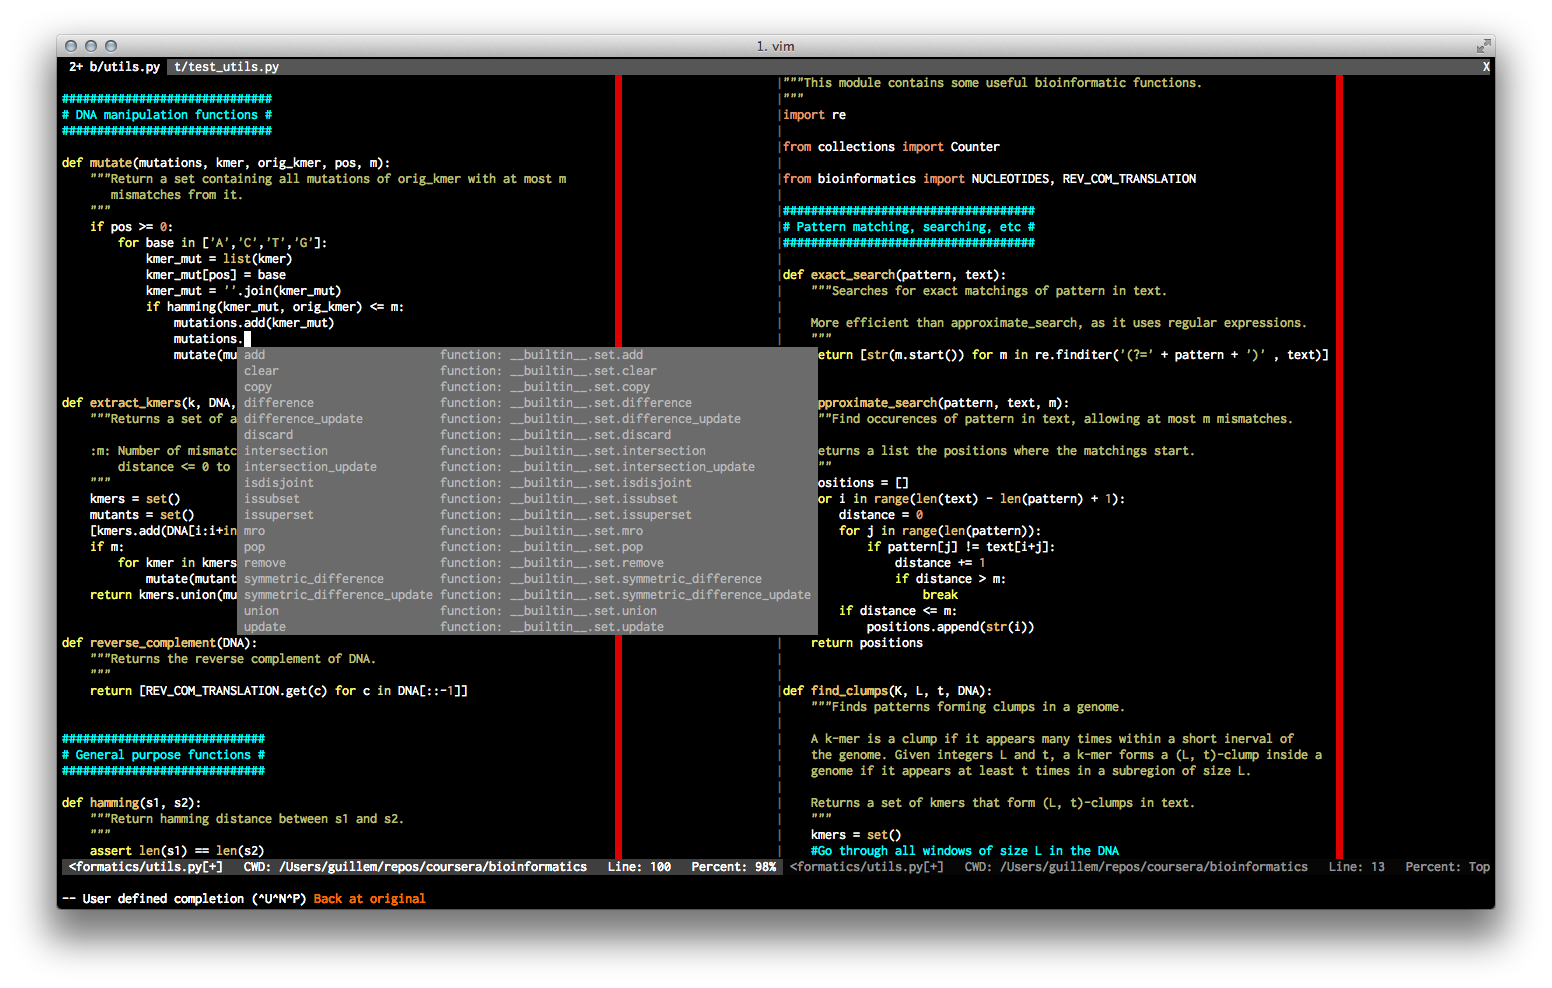 1. vim
2+ b/utils.py  t/test_utils.py  X
##############################
# DNA manipulation functions #
##############################
def mutate(mutations, kmer, orig_kmer, pos, m):
    """Return a set containing all mutations of orig_kmer with at most m
       mismatches from it.
    """
    if pos >= 0:
        for base in ['A','C','T','G']:
            kmer_mut = list(kmer)
            kmer_mut[pos] = base
            kmer_mut = ''.join(kmer_mut)
            if hamming(kmer_mut, orig_kmer) <= m:
                mutations.add(kmer_mut)
                mutations.
                mutate(mu
add                         function: __builtin__.set.add
clear                       function: __builtin__.set.clear
copy                        function: __builtin__.set.copy
difference                  function: __builtin__.set.difference
difference_update           function: __builtin__.set.difference_update
discard                     function: __builtin__.set.discard
intersection                function: __builtin__.set.intersection
intersection_update         function: __builtin__.set.intersection_update
isdisjoint                  function: __builtin__.set.isdisjoint
issubset                    function: __builtin__.set.issubset
issuperset                  function: __builtin__.set.issuperset
mro                         function: __builtin__.set.mro
pop                         function: __builtin__.set.pop
remove                      function: __builtin__.set.remove
symmetric_difference        function: __builtin__.set.symmetric_difference
symmetric_difference_update function: __builtin__.set.symmetric_difference_update
union                       function: __builtin__.set.union
update                      function: __builtin__.set.update
def extract_kmers(k, DNA,
    """Returns a set of a
    :m: Number of mismatc
        distance <= 0 to
    """
    kmers = set()
    mutants = set()
    [kmers.add(DNA[i:i+in
    if m:
        for kmer in kmers
            mutate(mutant
    return kmers.union(mu
def reverse_complement(DNA):
    """Returns the reverse complement of DNA.
    """
    return [REV_COM_TRANSLATION.get(c) for c in DNA[::-1]]
#############################
# General purpose functions #
#############################
def hamming(s1, s2):
    """Return hamming distance between s1 and s2.
    """
    assert len(s1) == len(s2)
<formatics/utils.py[+]   CWD: /Users/guillem/repos/coursera/bioinformatics   Line: 100   Percent: 98%
"""This module contains some useful bioinformatic functions.
"""
import re
from collections import Counter
from bioinformatics import NUCLEOTIDES, REV_COM_TRANSLATION
####################################
# Pattern matching, searching, etc #
####################################
def exact_search(pattern, text):
    """Searches for exact matchings of pattern in text.
    More efficient than approximate_search, as it uses regular expressions.
    """
eturn [str(m.start()) for m in re.finditer('(?=' + pattern + ')' , text)]
pproximate_search(pattern, text, m):
""Find occurences of pattern in text, allowing at most m mismatches.
eturns a list the positions where the matchings start.
""
ositions = []
or i in range(len(text) - len(pattern) + 1):
        distance = 0
        for j in range(len(pattern)):
            if pattern[j] != text[i+j]:
                distance += 1
                if distance > m:
                    break
        if distance <= m:
            positions.append(str(i))
    return positions
def find_clumps(K, L, t, DNA):
    """Finds patterns forming clumps in a genome.
    A k-mer is a clump if it appears many times within a short inerval of
    the genome. Given integers L and t, a k-mer forms a (L, t)-clump inside a
    genome if it appears at least t times in a subregion of size L.
    Returns a set of kmers that form (L, t)-clumps in text.
    """
    kmers = set()
    #Go through all windows of size L in the DNA
<formatics/utils.py[+]   CWD: /Users/guillem/repos/coursera/bioinformatics   Line: 13   Percent: Top
-- User defined completion (^U^N^P) Back at original